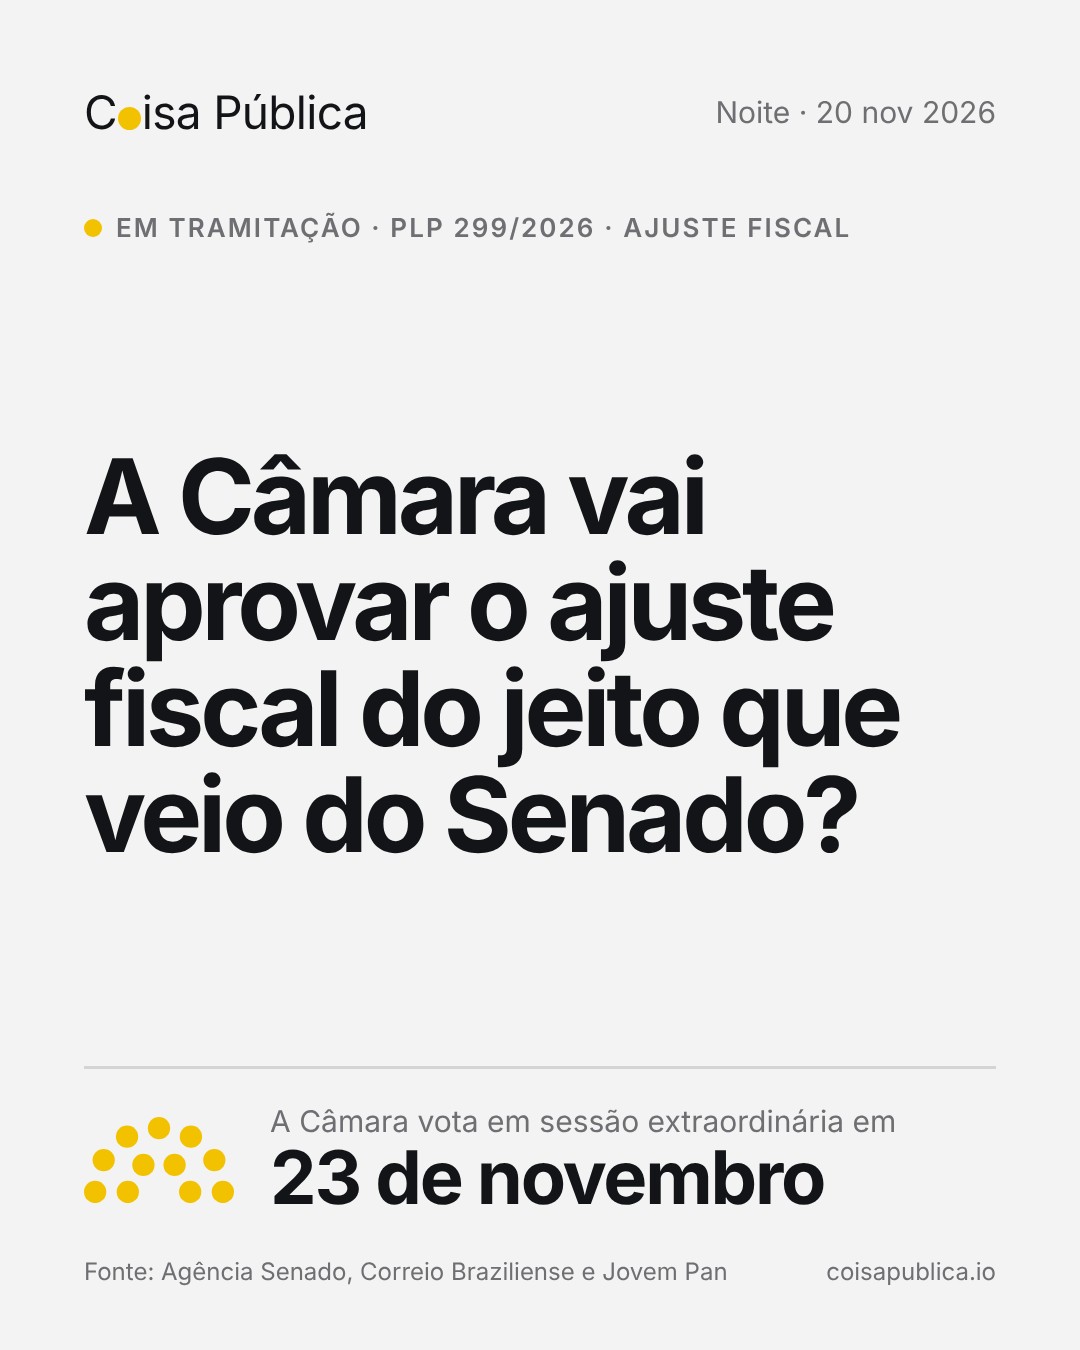 Coisa Pública
Noite · 20 nov 2026
EM TRAMITAÇÃO · PLP 299/2026 · AJUSTE FISCAL
A Câmara vai
aprovar o ajuste
fiscal do jeito que
veio do Senado?
A Câmara vota em sessão extraordinária em
23 de novembro
Fonte: Agência Senado, Correio Braziliense e Jovem Pan
coisapublica.io